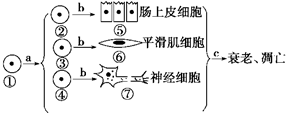 b 肠上皮细胞
② ⑤
a b 平滑肌细胞 c 衰老、凋亡
① ③ ⑥
b 神经细胞
④ ⑦